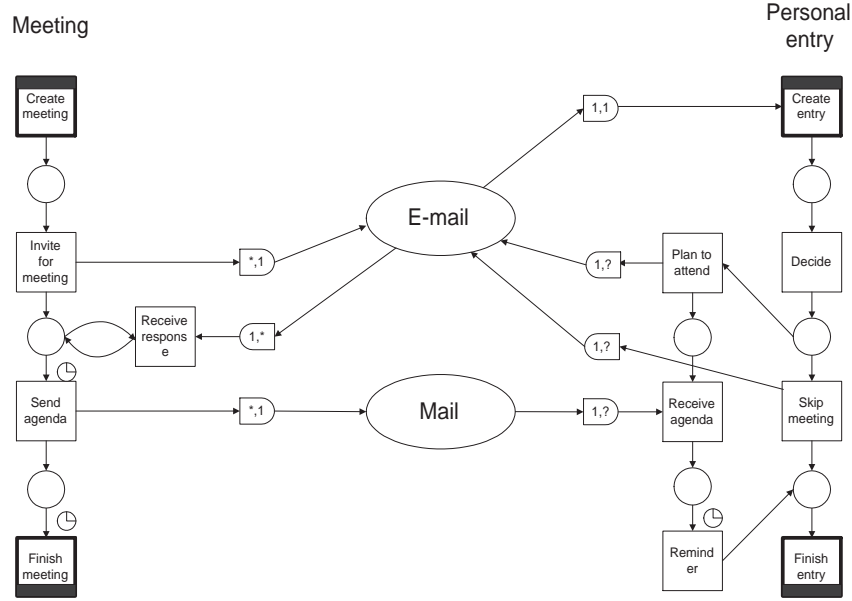 Meeting
Personal
entry
Create
meeting
1,1
Create
entry
E-mail
Invite
for
meeting
*,1
1,?
Plan to
attend
Decide
Receive
respons
e
1,*
1,?
Send
agenda
*,1
Mail
1,?
Receive
agenda
Skip
meeting
Finish
meeting
Remind
er
Finish
entry